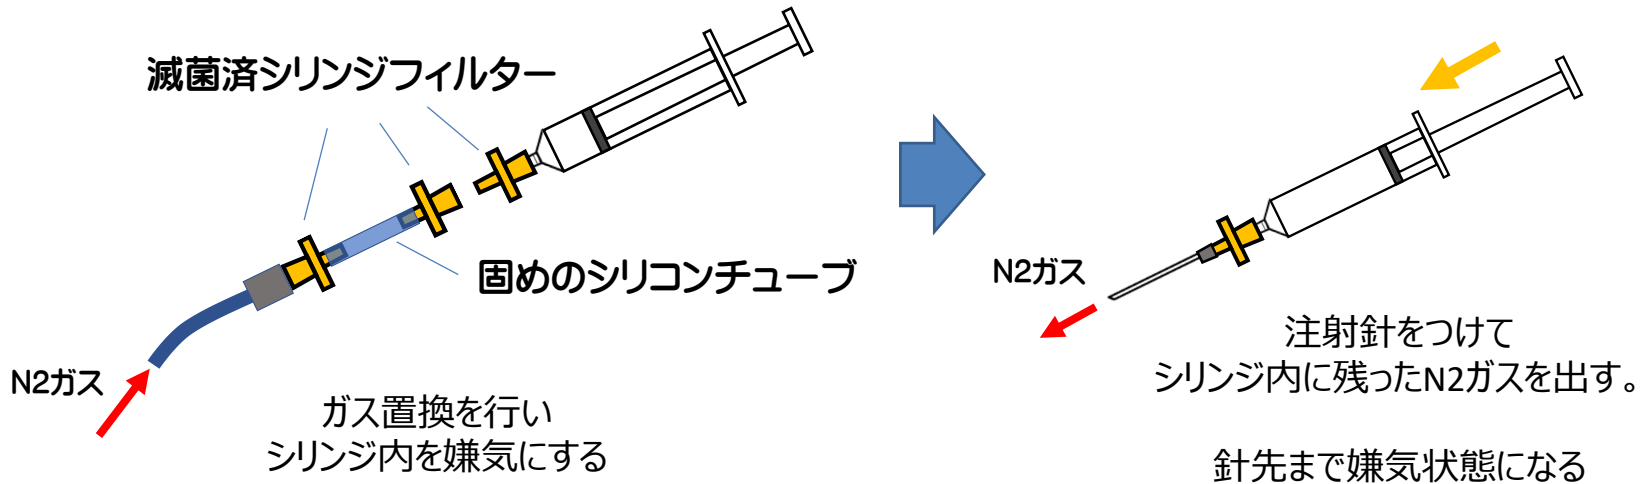 滅菌済シリンジフィルター
固めのシリコンチューブ
N2ガス
ガス置換を行い
シリンジ内を嫌気にする
N2ガス
注射針をつけて
シリンジ内に残ったN2ガスを出す。
針先まで嫌気状態になる